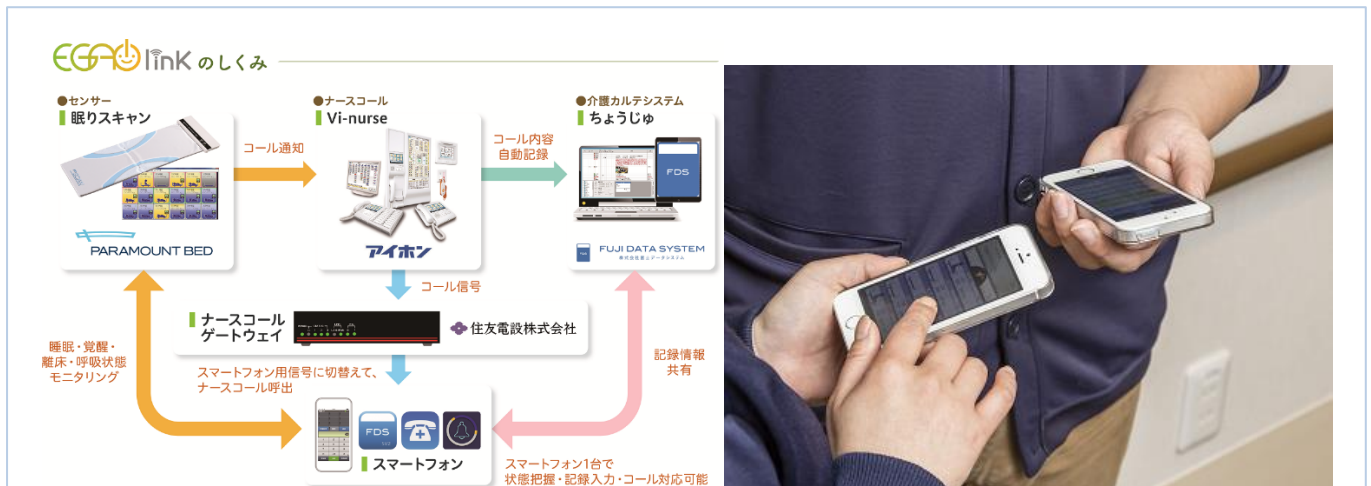 EGAO link のしくみ
●センサー
眠りスキャン
PARAMOUNT BED
コール通知
●ナースコール
Vi-nurse
アイホン
コール内容
自動記録
●介護カルテシステム
ちょうじゅ
FDS
FUJI DATA SYSTEM
コール信号
ナースコール
ゲートウェイ
住友電設株式会社
睡眠・覚醒・
離床・呼吸状態
モニタリング
スマートフォン用信号に切替えて、
ナースコール呼出
記録情報
共有
FDS
スマートフォン
スマートフォン1台で
状態把握・記録入力・コール対応可能